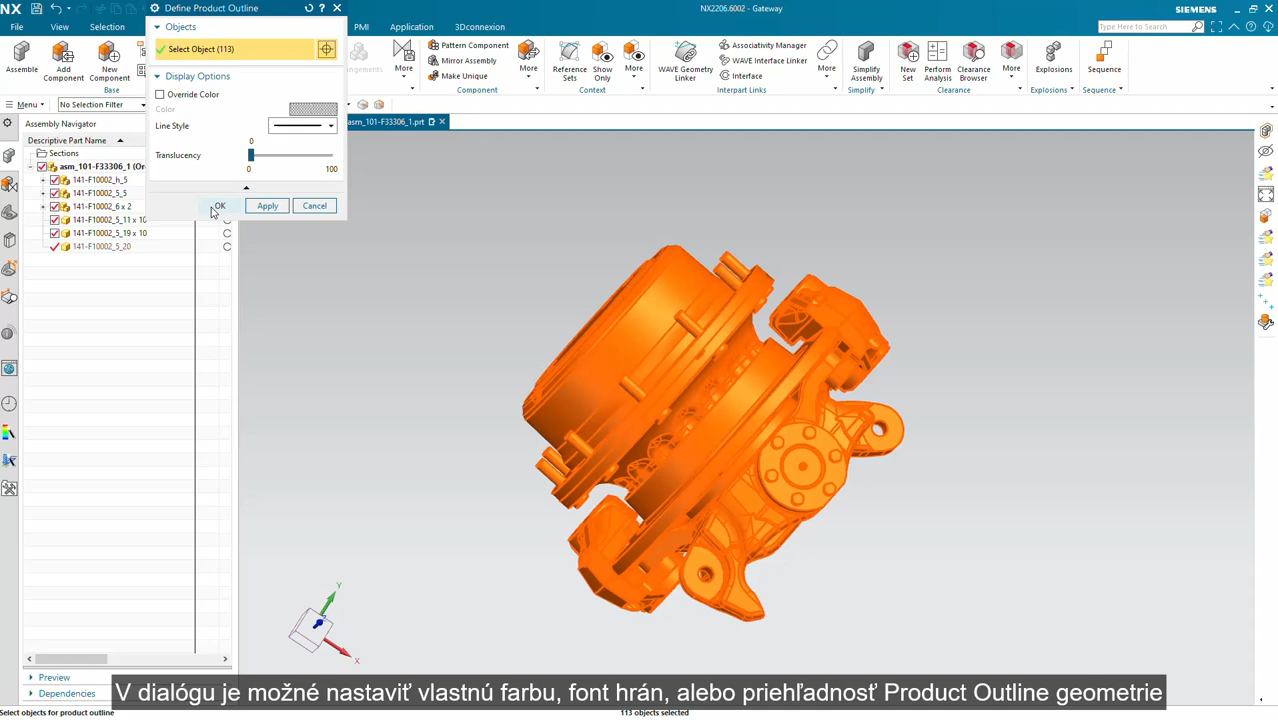 NX
Define Product Outline
NX2206.6002 - Gateway
SIEMENS
File
View
Selection
PMI
Application
3Dconnexion
Type Here to Search
Objects
Select Object (113)
Display Options
Override Color
Color
Line Style
0
Translucency
0
100
OK
Apply
Cancel
Assembly
Add Component
New Component
Base
More
Pattern Component
Mirror Assembly
Make Unique
More
Component
Reference Sets
Show Only
More
Context
WAVE Geometry Linker
Associativity Manager
WAVE Interface Linker
Interface
More
Interpart Links
Simplify Assembly
Simplify
New Set
Perform Analysis
Clearance Browser
More
Clearance
Explosions
Explosions
Sequence
Sequence
Menu
No Selection Filter
Assembly Navigator
asm_101-F33306_1.prt
Descriptive Part Name
Sections
asm_101-F33306_1 (Or
141-F10002_h_5
141-F10002_5_5
141-F10002_6 x 2
141-F10002_5_11 x 10
141-F10002_5_19 x 10
141-F10002_5_20
Y
X
Preview
Dependencies
V dialógu je možné nastaviť vlastnú farbu, font hrán, alebo priehľadnosť Product Outline geometrie
Select objects for product outline
113 objects selected